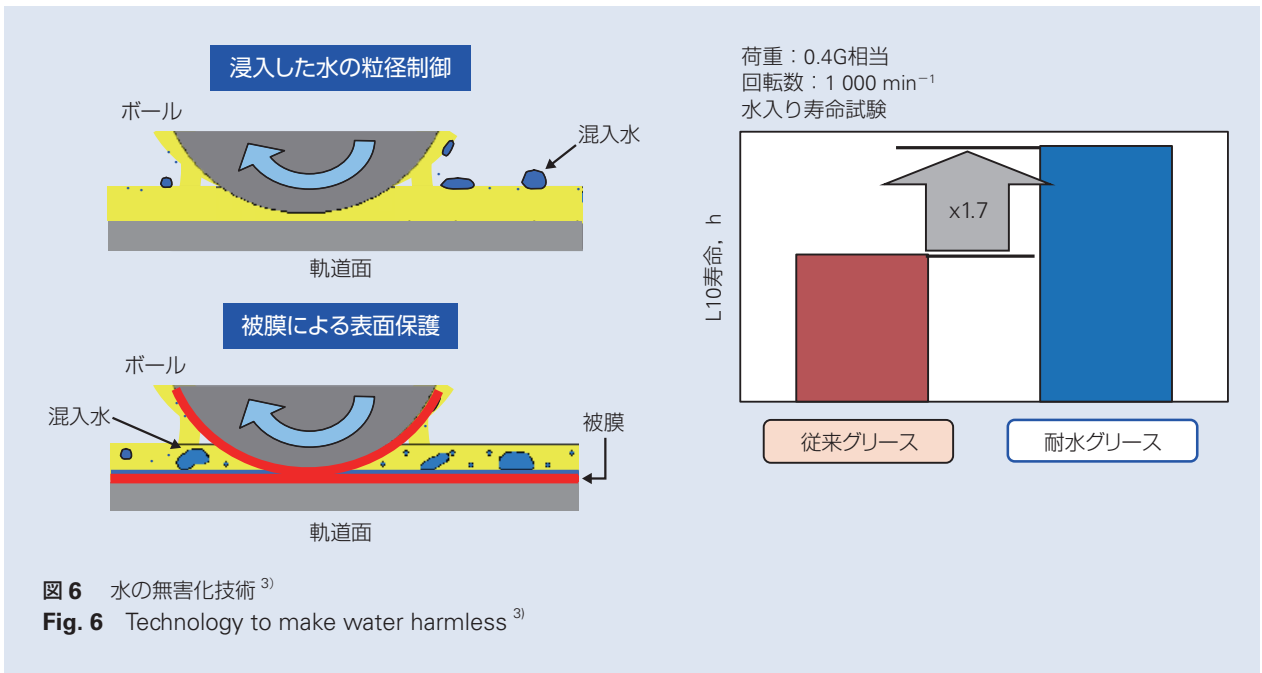 浸入した水の粒径制御
ボール
混入水
軌道面
被膜による表面保護
ボール
混入水
被膜
軌道面
荷重：0.4G相当
回転数：1 000 min⁻¹
水入り寿命試験
L10寿命，h
x1.7
従来グリース
耐水グリース
図 6 水の無害化技術 ³⁾
Fig. 6 Technology to make water harmless ³⁾